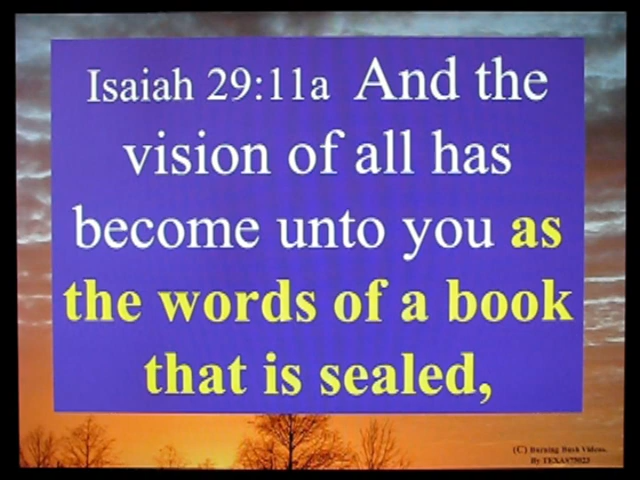 Isaiah 29:11a And the
vision of all has
become unto you as
the words of a book
that is sealed,
(C) Burning Bush Videos.
By TEXAS75023